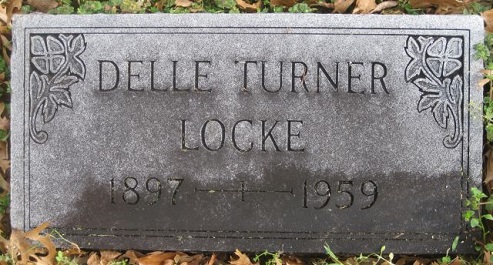 DELLE TURNER
LOCKE
1897 — + — 1959